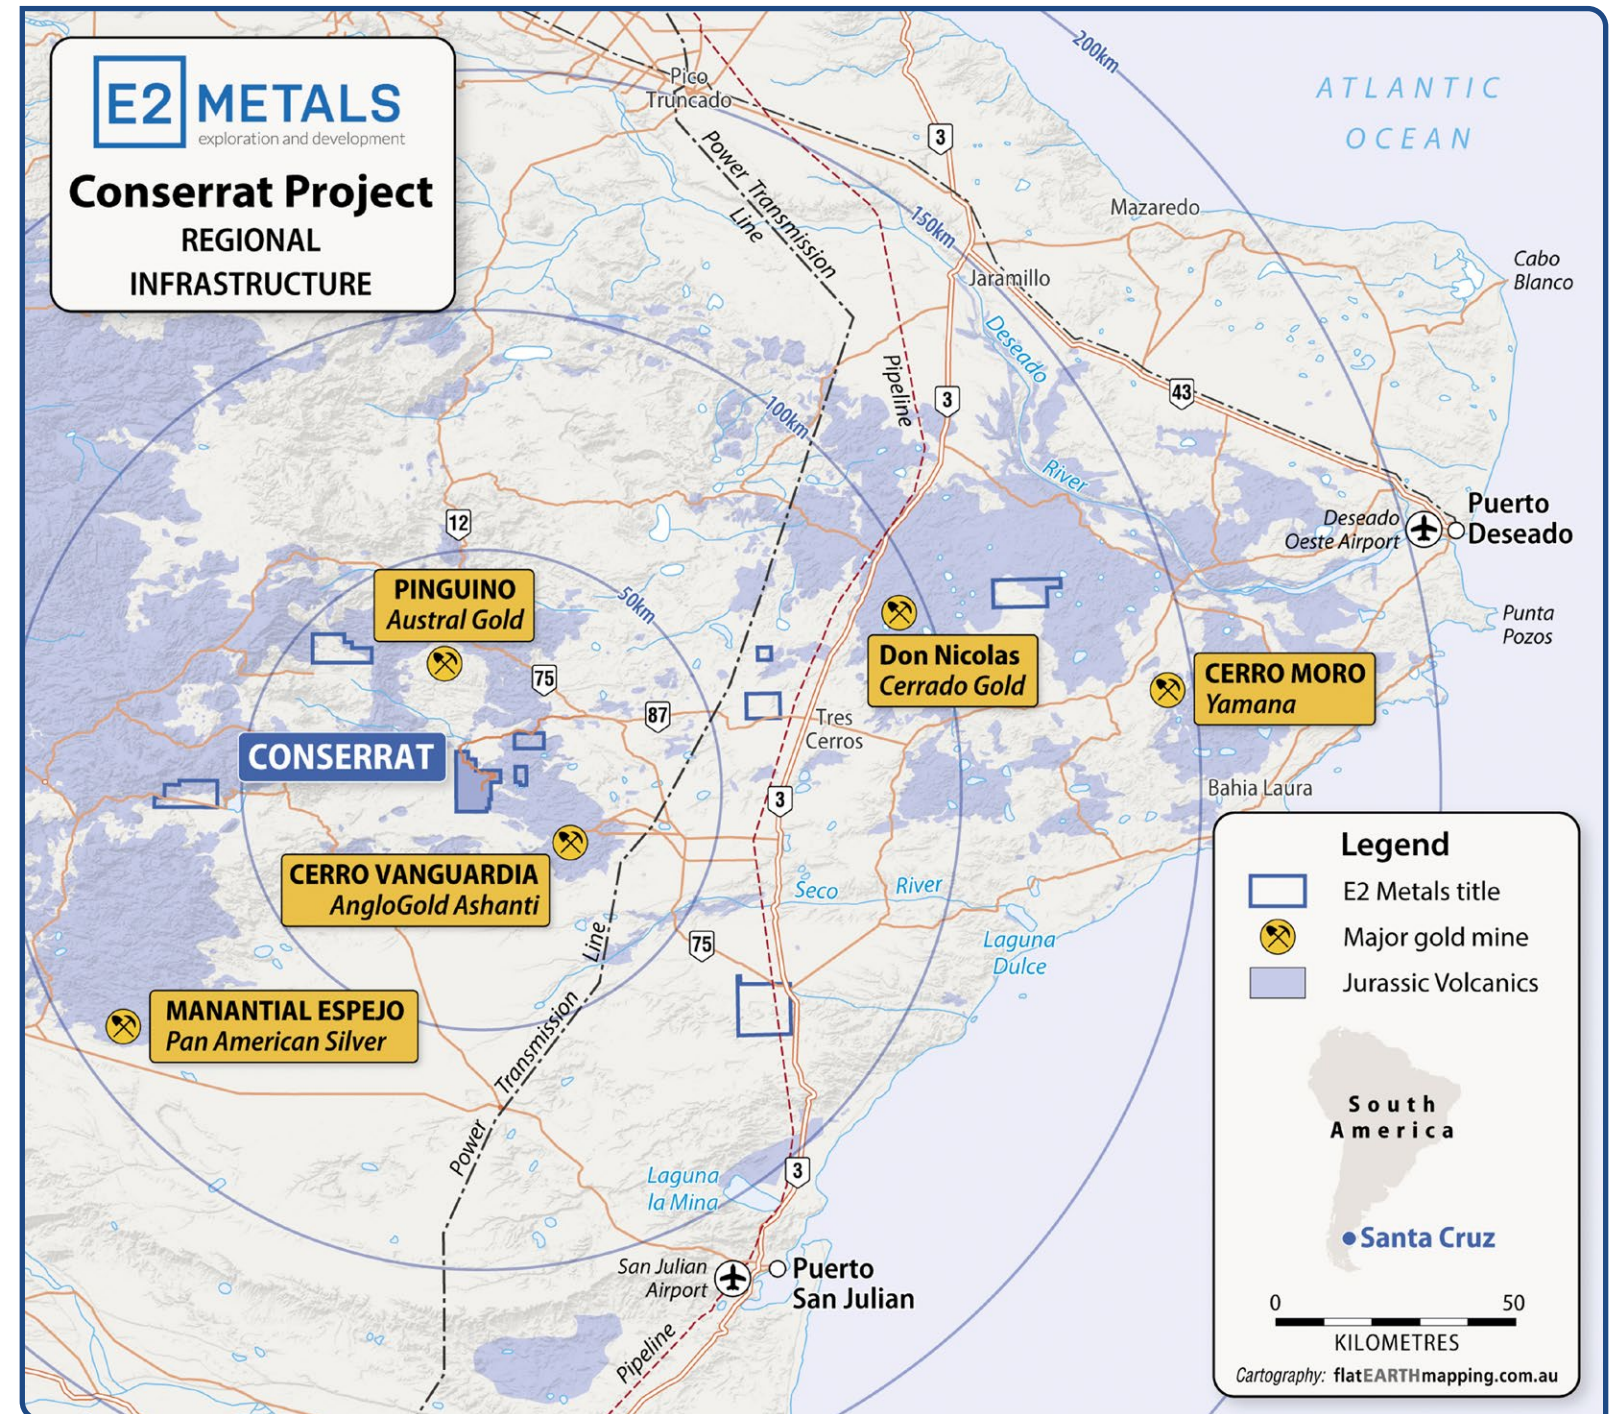 E2 METALS
exploration and development
Conserrat Project
REGIONAL
INFRASTRUCTURE
200km
ATLANTIC
OCEAN
Pico
Truncado
3
Power Transmission
Line
150km
Mazaredo
Jaramillo
Cabo
Blanco
Deseado
Pipeline
3
43
100km
River
12
Deseado
Oeste Airport
Puerto
Deseado
PINGUINO
Austral Gold
50km
Punta
Pozos
75
Don Nicolas
Cerrado Gold
CERRO MORO
Yamana
87
Tres
Cerros
CONSERRAT
3
Bahia Laura
CERRO VANGUARDIA
AngloGold Ashanti
Seco River
75
Laguna
Dulce
MANANTIAL ESPEJO
Pan American Silver
Power Transmission Line
Laguna
la Mina
3
San Julian
Airport
Puerto
San Julian
Pipeline
Legend
E2 Metals title
Major gold mine
Jurassic Volcanics
South
America
Santa Cruz
0 50
KILOMETRES
Cartography: flatEARTHmapping.com.au